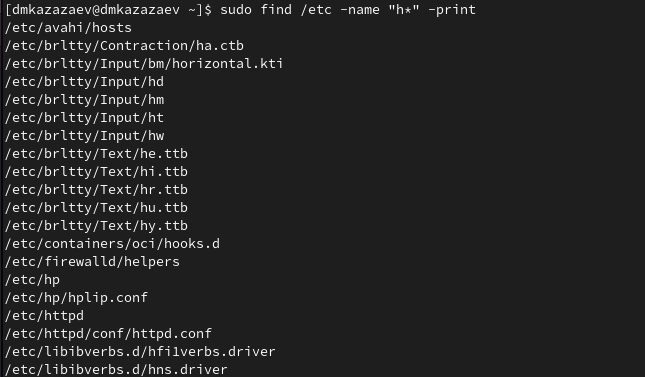 [dmkazazaev@dmkazazaev ~]$ sudo find /etc -name "h*" -print
/etc/avahi/hosts
/etc/brltty/Contraction/ha.ctb
/etc/brltty/Input/bm/horizontal.kti
/etc/brltty/Input/hd
/etc/brltty/Input/hm
/etc/brltty/Input/ht
/etc/brltty/Input/hw
/etc/brltty/Text/he.ttb
/etc/brltty/Text/hi.ttb
/etc/brltty/Text/hr.ttb
/etc/brltty/Text/hu.ttb
/etc/brltty/Text/hy.ttb
/etc/containers/oci/hooks.d
/etc/firewalld/helpers
/etc/hp
/etc/hp/hplip.conf
/etc/httpd
/etc/httpd/conf/httpd.conf
/etc/libibverbs.d/hfi1verbs.driver
/etc/libibverbs.d/hns.driver